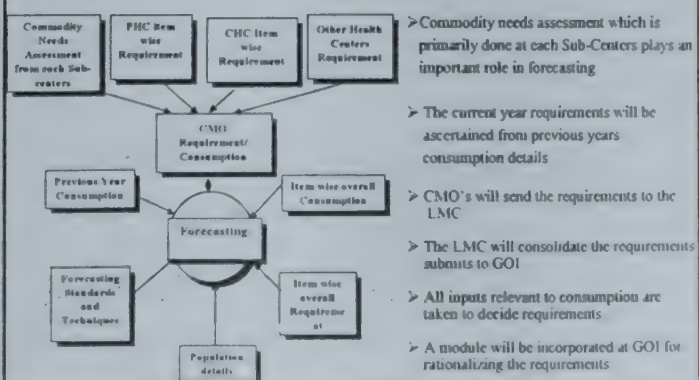 Commodity
Needs
Assessment
from each Sub-
centers
PHC Item
wise
Requirement
CHC Item
wise
Requirement
Other Health
Centers
Requirement
CMO
Requirement/
Consumption
Previous Year
Consumption
Item wise overall
Consumption
Forecasting
Forecasting
Standards
and
Techniques
Item wise
overall
Requireme
nt
Population
details
➢ Commodity needs assessment which is
primarily done at each Sub-Centers plays an
important role in forecasting
➢ The current year requirements will be
ascertained from previous years
consumption details
➢ CMO's will send the requirements to the
LMC
➢ The LMC will consolidate the requirements
submits to GOI
➢ All inputs relevant to consumption are
taken to decide requirements
➢ A module will be incorporated at GOI for
rationalizing the requirements